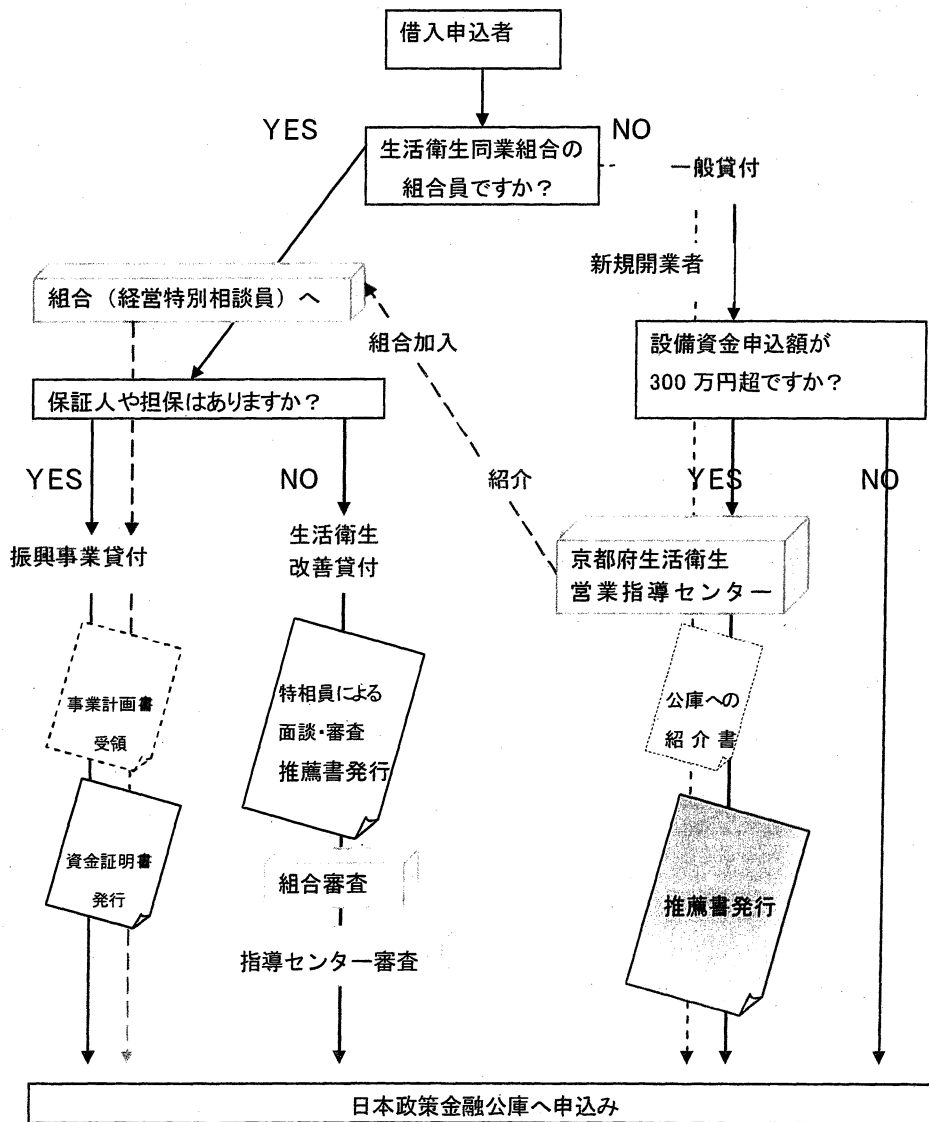 借入申込者
YES
NO
生活衛生同業組合の
組合員ですか？
一般貸付
新規開業者
組合（経営特別相談員）へ
組合加入
設備資金申込額が
300 万円超ですか？
保証人や担保はありますか？
YES
NO
紹介
YES
NO
振興事業貸付
生活衛生
改善貸付
京都府生活衛生
営業指導センター
事業計画書
受領
特相員による
面談・審査
推薦書発行
公庫への
紹介書
資金証明書
発行
組合審査
推薦書発行
指導センター審査
日本政策金融公庫へ申込み